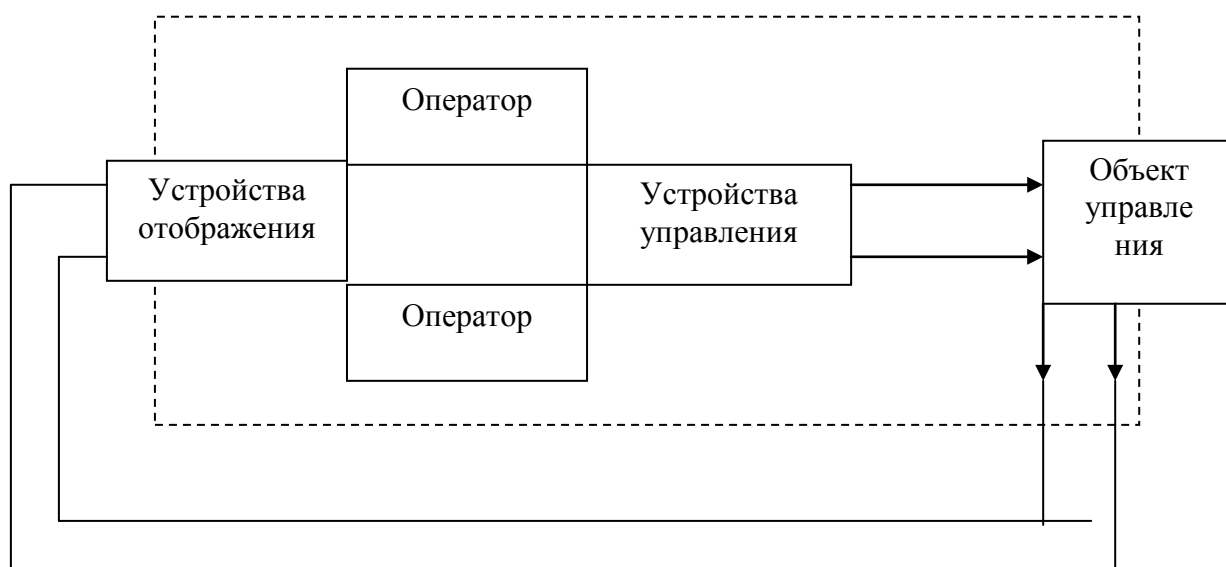 Оператор
Устройства
отображения
Устройства
управления
Объект
управле
ния
Оператор